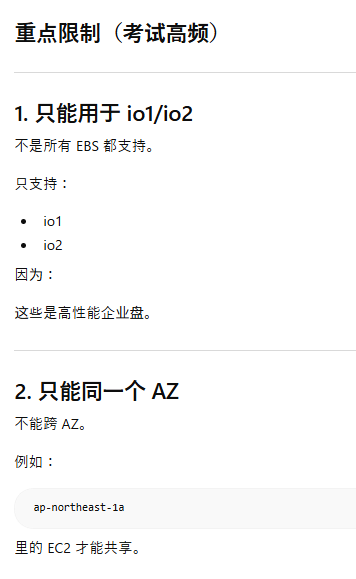 重点限制（考试高频）
1. 只能用于 io1/io2
不是所有 EBS 都支持。
只支持：
• io1
• io2
因为：
这些是高性能企业盘。
2. 只能同一个 AZ
不能跨 AZ。
例如：
ap-northeast-1a
里的 EC2 才能共享。